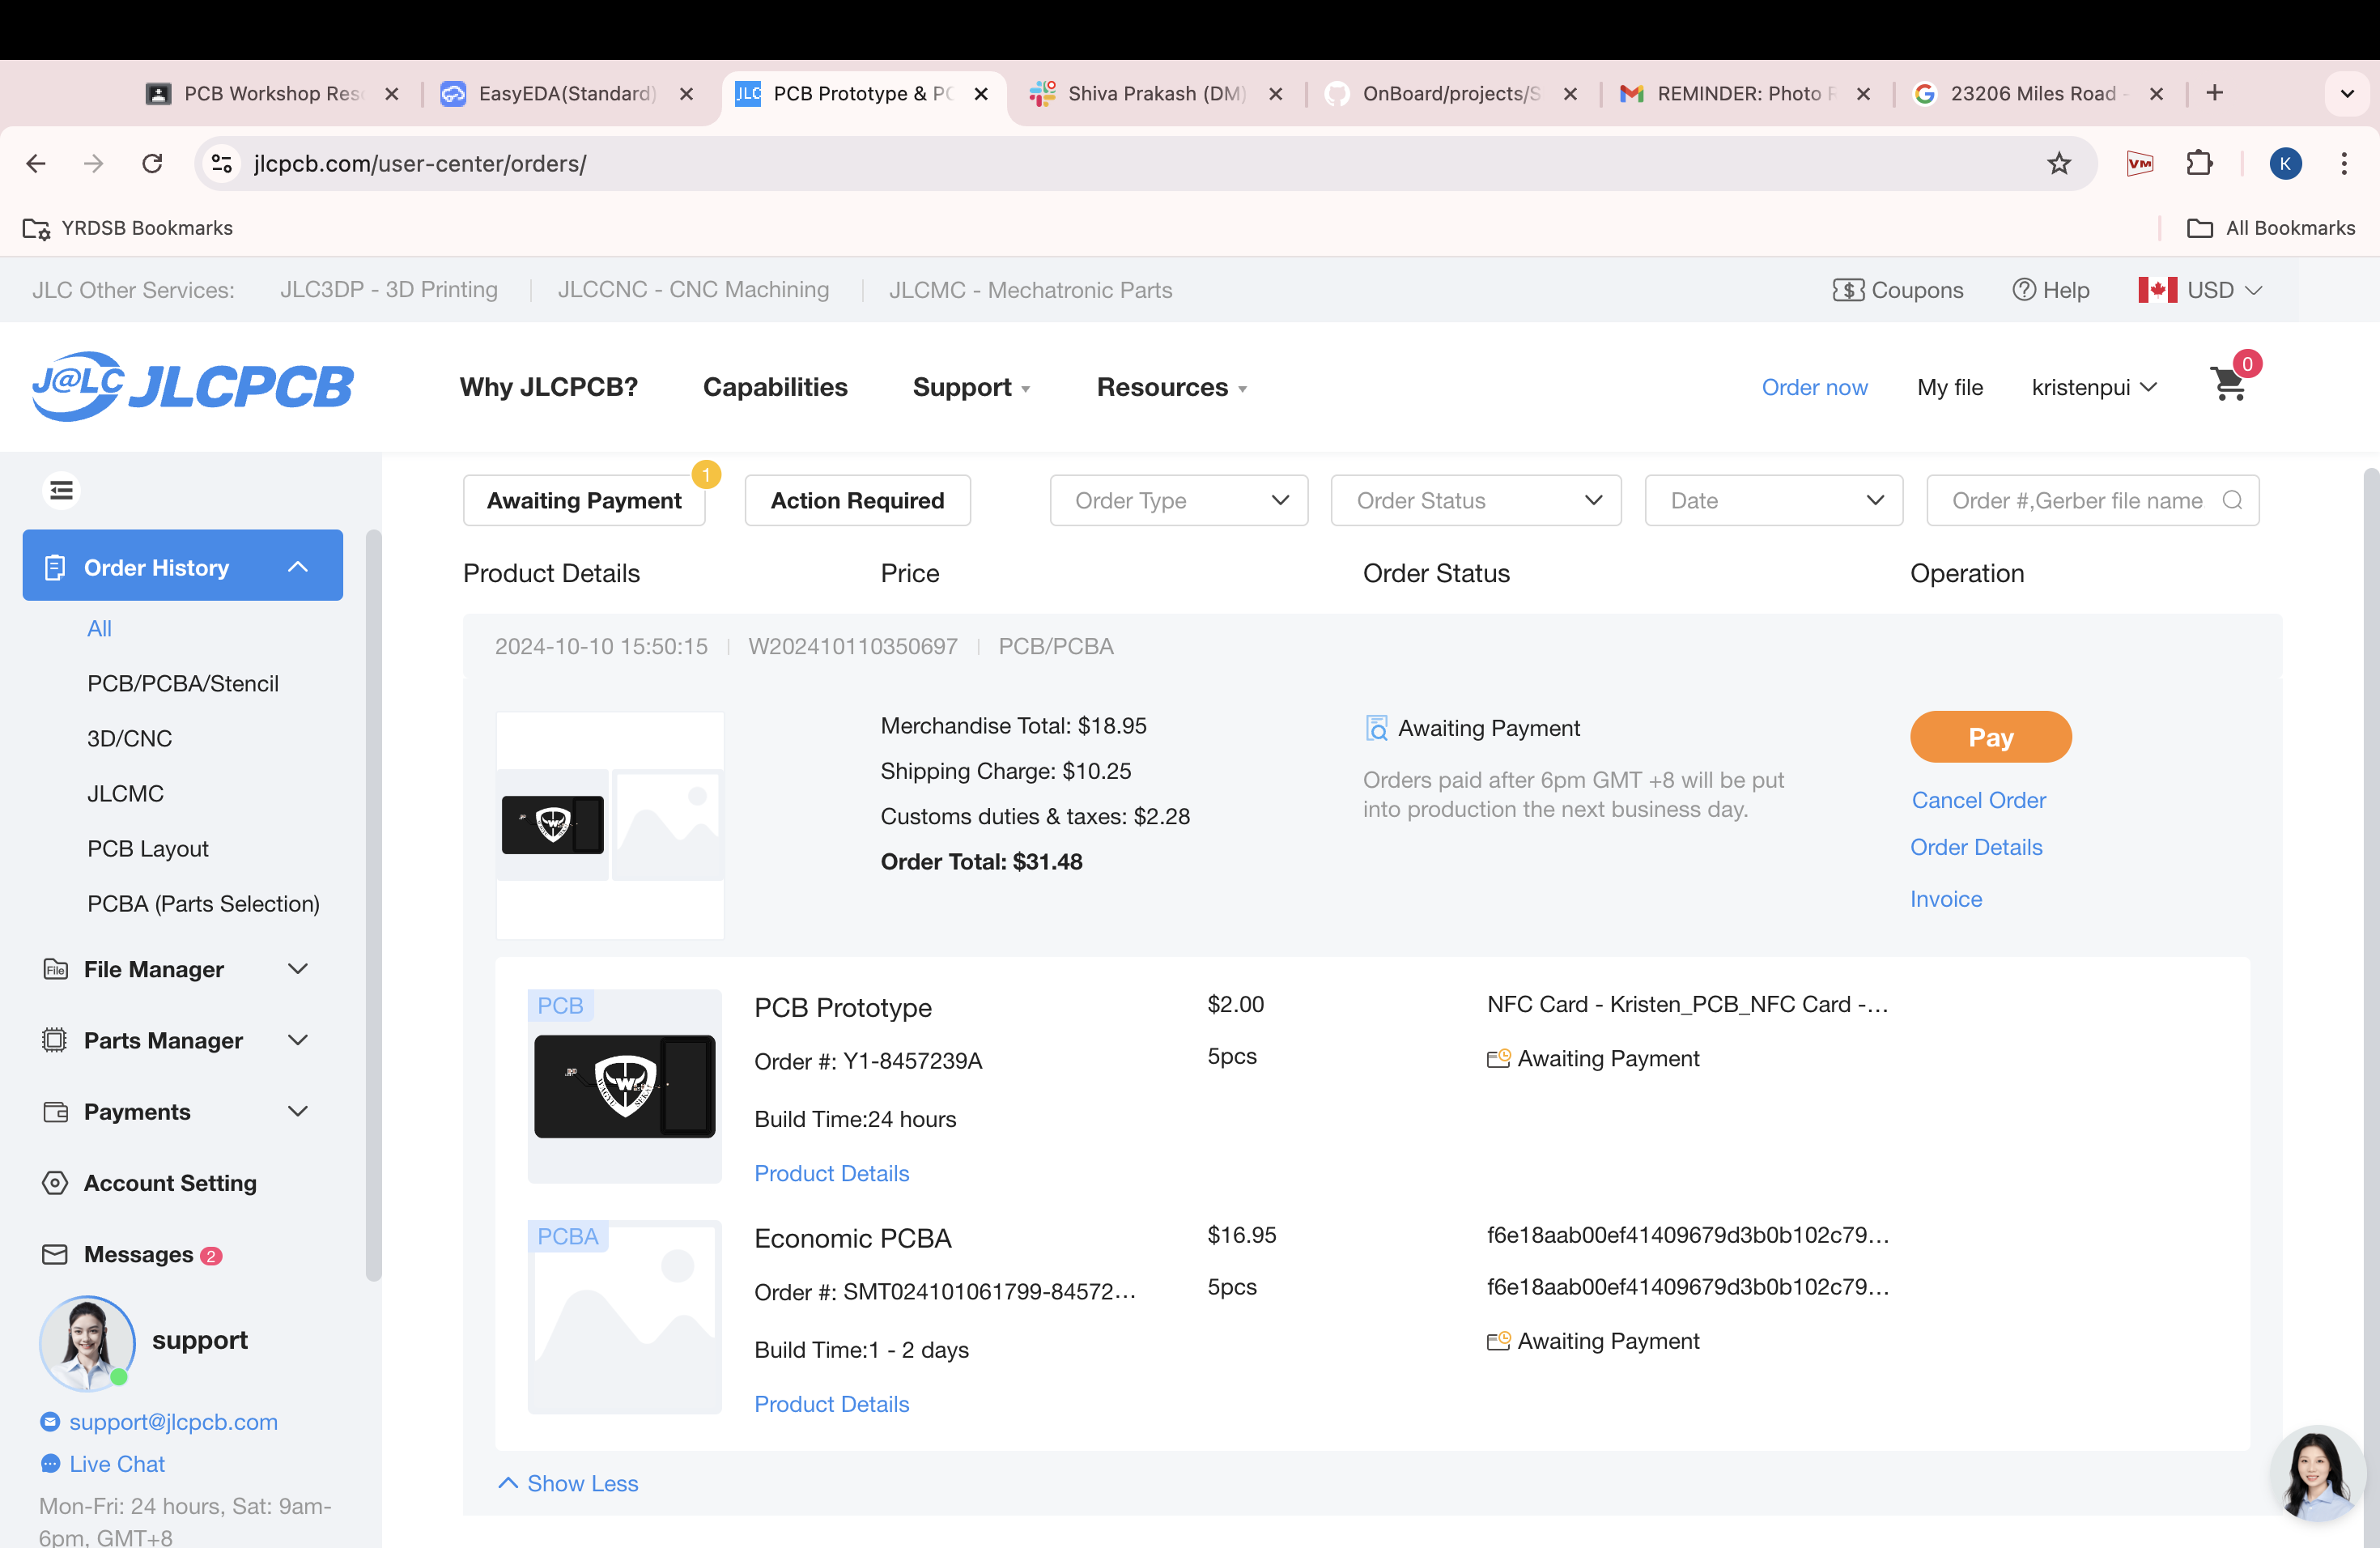 PCB Workshop Res
EasyEDA(Standard)
JLC PCB Prototype & PC
Shiva Prakash (DM)
OnBoard/projects/S
REMINDER: Photo R
23206 Miles Road -
jlcpcb.com/user-center/orders/
VM
K
YRDSB Bookmarks
All Bookmarks
JLC Other Services:
JLC3DP - 3D Printing
JLCCNC - CNC Machining
JLCMC - Mechatronic Parts
Coupons
Help
USD
J@LC JLCPCB
Why JLCPCB?
Capabilities
Support
Resources
Order now
My file
kristenpui
0
Order History
All
PCB/PCBA/Stencil
3D/CNC
JLCMC
PCB Layout
PCBA (Parts Selection)
File Manager
Parts Manager
Payments
Account Setting
Messages 2
support
support@jlcpcb.com
Live Chat
Mon-Fri: 24 hours, Sat: 9am-
6pm, GMT+8
Awaiting Payment 1
Action Required
Order Type
Order Status
Date
Order #,Gerber file name
Product Details
Price
Order Status
Operation
2024-10-10 15:50:15
W202410110350697
PCB/PCBA
Merchandise Total: $18.95
Shipping Charge: $10.25
Customs duties & taxes: $2.28
Order Total: $31.48
Awaiting Payment
Orders paid after 6pm GMT +8 will be put
into production the next business day.
Pay
Cancel Order
Order Details
Invoice
PCB
PCB Prototype
Order #: Y1-8457239A
Build Time:24 hours
Product Details
$2.00
5pcs
NFC Card - Kristen_PCB_NFC Card -...
Awaiting Payment
PCBA
Economic PCBA
Order #: SMT024101061799-84572...
Build Time:1 - 2 days
Product Details
$16.95
5pcs
f6e18aab00ef41409679d3b0b102c79...
f6e18aab00ef41409679d3b0b102c79...
Awaiting Payment
Show Less